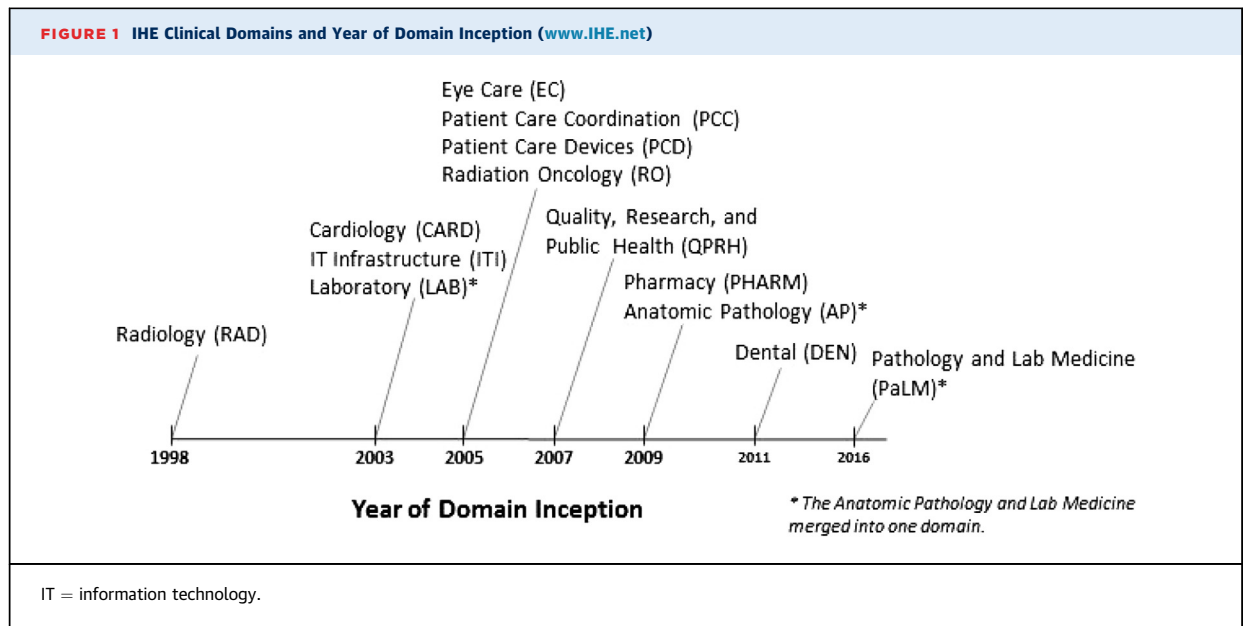 FIGURE 1 IHE Clinical Domains and Year of Domain Inception (www.IHE.net)
Eye Care (EC)
Patient Care Coordination (PCC)
Patient Care Devices (PCD)
Radiation Oncology (RO)
Quality, Research, and
Public Health (QPRH)
Cardiology (CARD)
IT Infrastructure (ITI)
Laboratory (LAB)*
Pharmacy (PHARM)
Anatomic Pathology (AP)*
Radiology (RAD)
Dental (DEN)
Pathology and Lab Medicine
(PaLM)*
1998 2003 2005 2007 2009 2011 2016
Year of Domain Inception
* The Anatomic Pathology and Lab Medicine
merged into one domain.
IT = information technology.